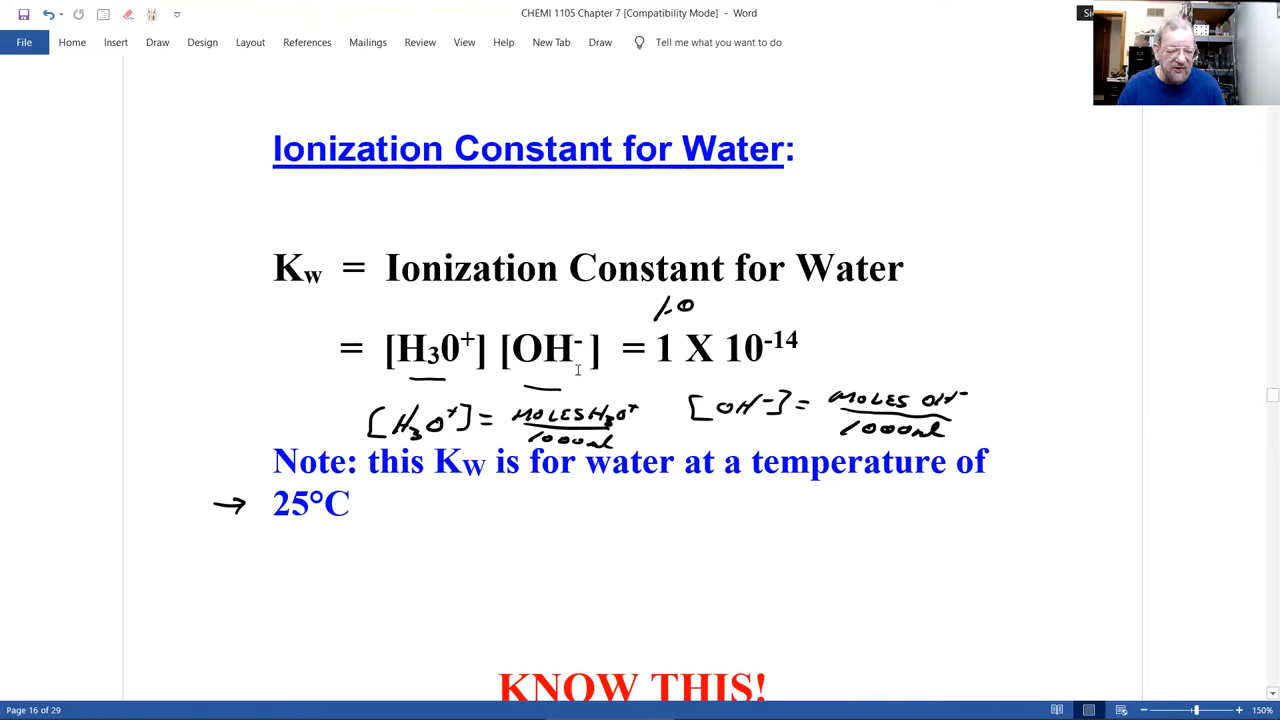 CHEMI 1105 Chapter 7 [Compatibility Mode] - Word
File Home Insert Draw Design Layout References Mailings Review View Help New Tab Draw Tell me what you want to do
Ionization Constant for Water:
Kw = Ionization Constant for Water
1.0
= [H30+] [OH- ] = 1 X 10-14
[H3O+] = MOLES H3O+ / 1000mL [OH-] = MOLES OH- / 1000mL
Note: this KW is for water at a temperature of
→ 25°C
KNOW THIS!
Page 16 of 29 150%